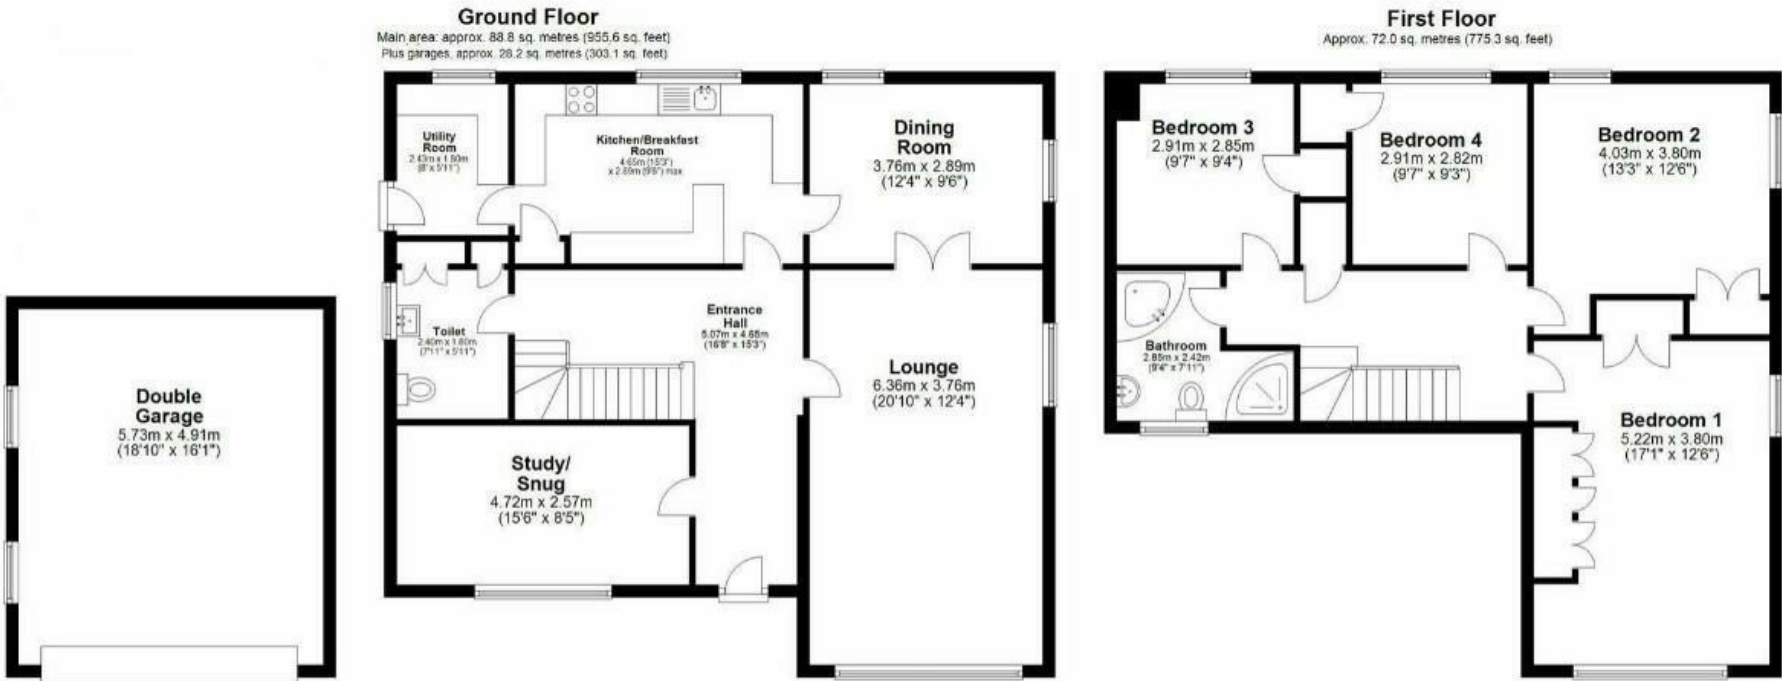 Ground Floor
Main area: approx. 88.8 sq. metres (955.6 sq. feet)
Plus garages, approx. 28.2 sq. metres (303.1 sq. feet)
Utility
Room
2.43m x 1.80m
(8' x 5'11")
Kitchen/Breakfast
Room
4.65m (15'3")
x 2.89m (9'6") max
Dining
Room
3.76m x 2.89m
(12'4" x 9'6")
Toilet
2.40m x 1.80m
(7'11" x 5'11")
Entrance
Hall
5.07m x 4.65m
(16'8" x 15'3")
Lounge
6.36m x 3.76m
(20'10" x 12'4")
Study/
Snug
4.72m x 2.57m
(15'6" x 8'5")
Double
Garage
5.73m x 4.91m
(18'10" x 16'1")
First Floor
Approx. 72.0 sq. metres (775.3 sq. feet)
Bedroom 3
2.91m x 2.85m
(9'7" x 9'4")
Bedroom 4
2.91m x 2.82m
(9'7" x 9'3")
Bedroom 2
4.03m x 3.80m
(13'3" x 12'6")
Bathroom
2.85m x 2.42m
(9'4" x 7'11")
Bedroom 1
5.22m x 3.80m
(17'1" x 12'6")